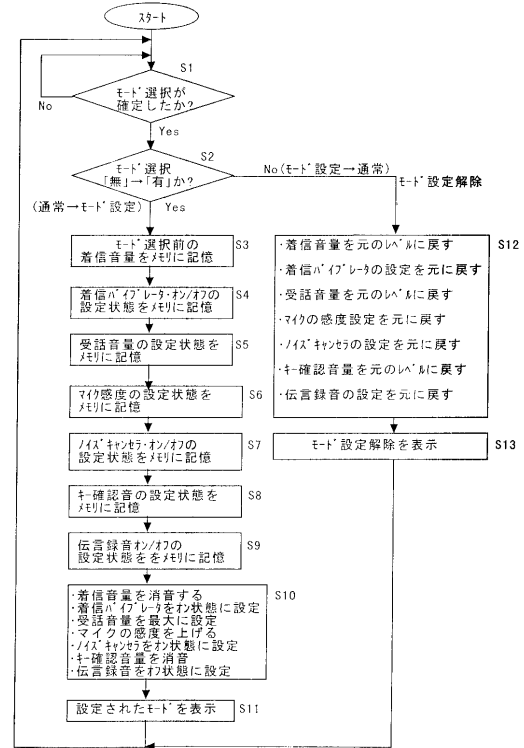 スタート
S1
モード選択が
確定したか?
No
Yes
S2
モード選択
「無」→「有」か?
No(モード設定→通常)
モード設定解除
(通常→モード設定)
Yes
モード選択前の
着信音量をメモリに記憶
S3
着信バイブレータ・オン/オフの
設定状態をメモリに記憶
S4
受話音量の設定状態を
メモリに記憶
S5
マイク感度の設定状態を
メモリに記憶
S6
ノイズキャンセラ・オン/オフの
設定状態をメモリに記憶
S7
キー確認音の設定状態を
メモリに記憶
S8
伝言録音オン/オフの
設定状態ををメモリに記憶
S9
S10
・着信音量を消音する
・着信バイブレータをオン状態に設定
・受話音量を最大に設定
・マイクの感度を上げる
・ノイズキャンセラをオン状態に設定
・キー確認音量を消音
・伝言録音をオフ状態に設定
設定されたモードを表示
S11
S12
・着信音量を元のレベルに戻す
・着信バイブレータの設定を元に戻す
・受話音量を元のレベルに戻す
・マイクの感度設定を元に戻す
・ノイズキャンセラの設定を元に戻す
・キー確認音量を元のレベルに戻す
・伝言録音の設定を元に戻す
モード設定解除を表示
S13